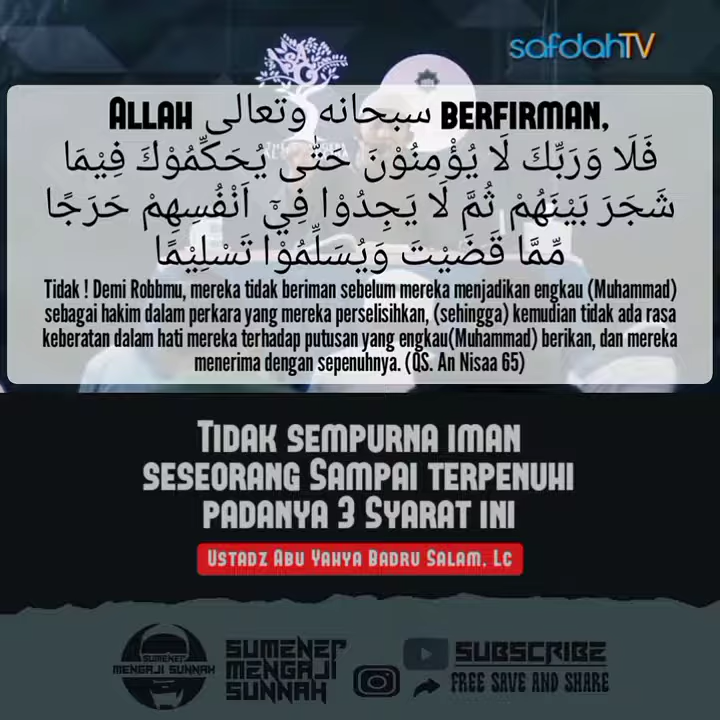 safdahTV
ALLAH سبحانه وتعالى BERFIRMAN,
فَلَا وَرَبِّكَ لَا يُؤْمِنُوْنَ حَتّٰى يُحَكِّمُوْكَ فِيْمَا
شَجَرَ بَيْنَهُمْ ثُمَّ لَا يَجِدُوْا فِيْٓ اَنْفُسِهِمْ حَرَجًا
مِّمَّا قَضَيْتَ وَيُسَلِّمُوْا تَسْلِيْمًا
Tidak ! Demi Robbmu, mereka tidak beriman sebelum mereka menjadikan engkau (Muhammad)
sebagai hakim dalam perkara yang mereka perselisihkan, (sehingga) kemudian tidak ada rasa
keberatan dalam hati mereka terhadap putusan yang engkau(Muhammad) berikan, dan mereka
menerima dengan sepenuhnya. (QS. An Nisaa 65)
TIDAK SEMPURNA IMAN
SESEORANG SAMPAI TERPENUHI
PADANYA 3 SYARAT INI
USTADZ ABU YAHYA BADRU SALAM, LC
SUMENEP
MENGAJI SUNNAH
SUMENEP
MENGAJI
SUNNAH
SUBSCRIBE
FREE SAVE AND SHARE